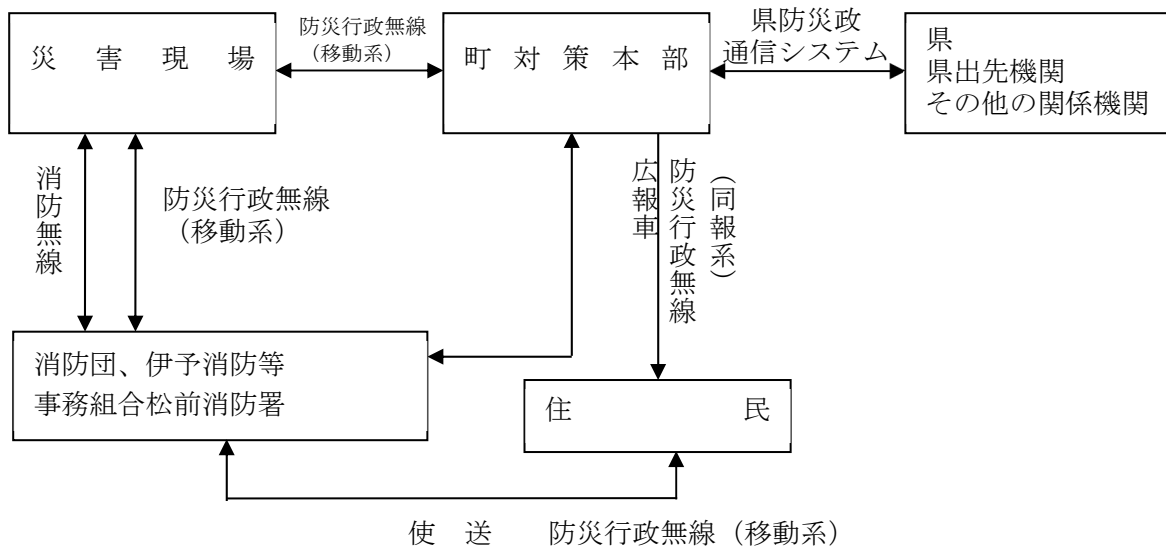 災害現場
防災行政無線
（移動系）
町対策本部
県防災政
通信システム
県
県出先機関
その他の関係機関
消防無線
防災行政無線
（移動系）
広報車
防災行政無線
（同報系）
消防団、伊予消防等
事務組合松前消防署
住民
使送 防災行政無線（移動系）